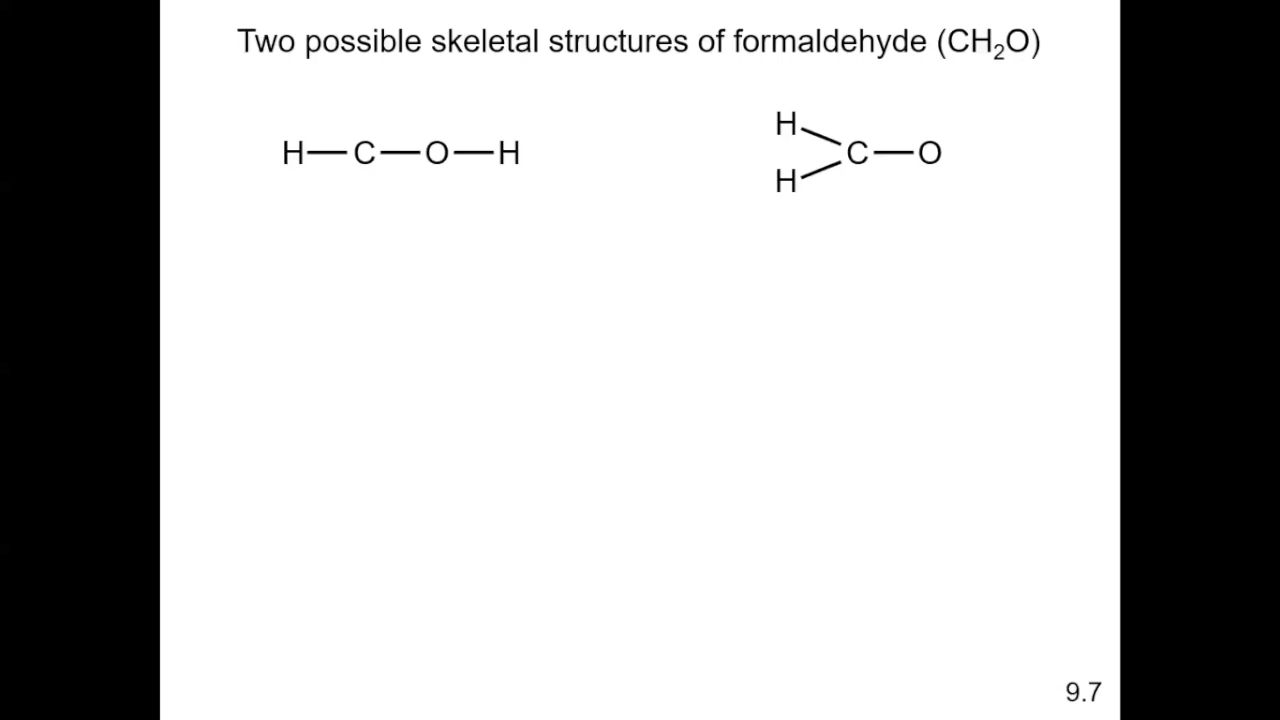 Two possible skeletal structures of formaldehyde (CH₂O)
H—C—O—H
H
C—O
H
9.7